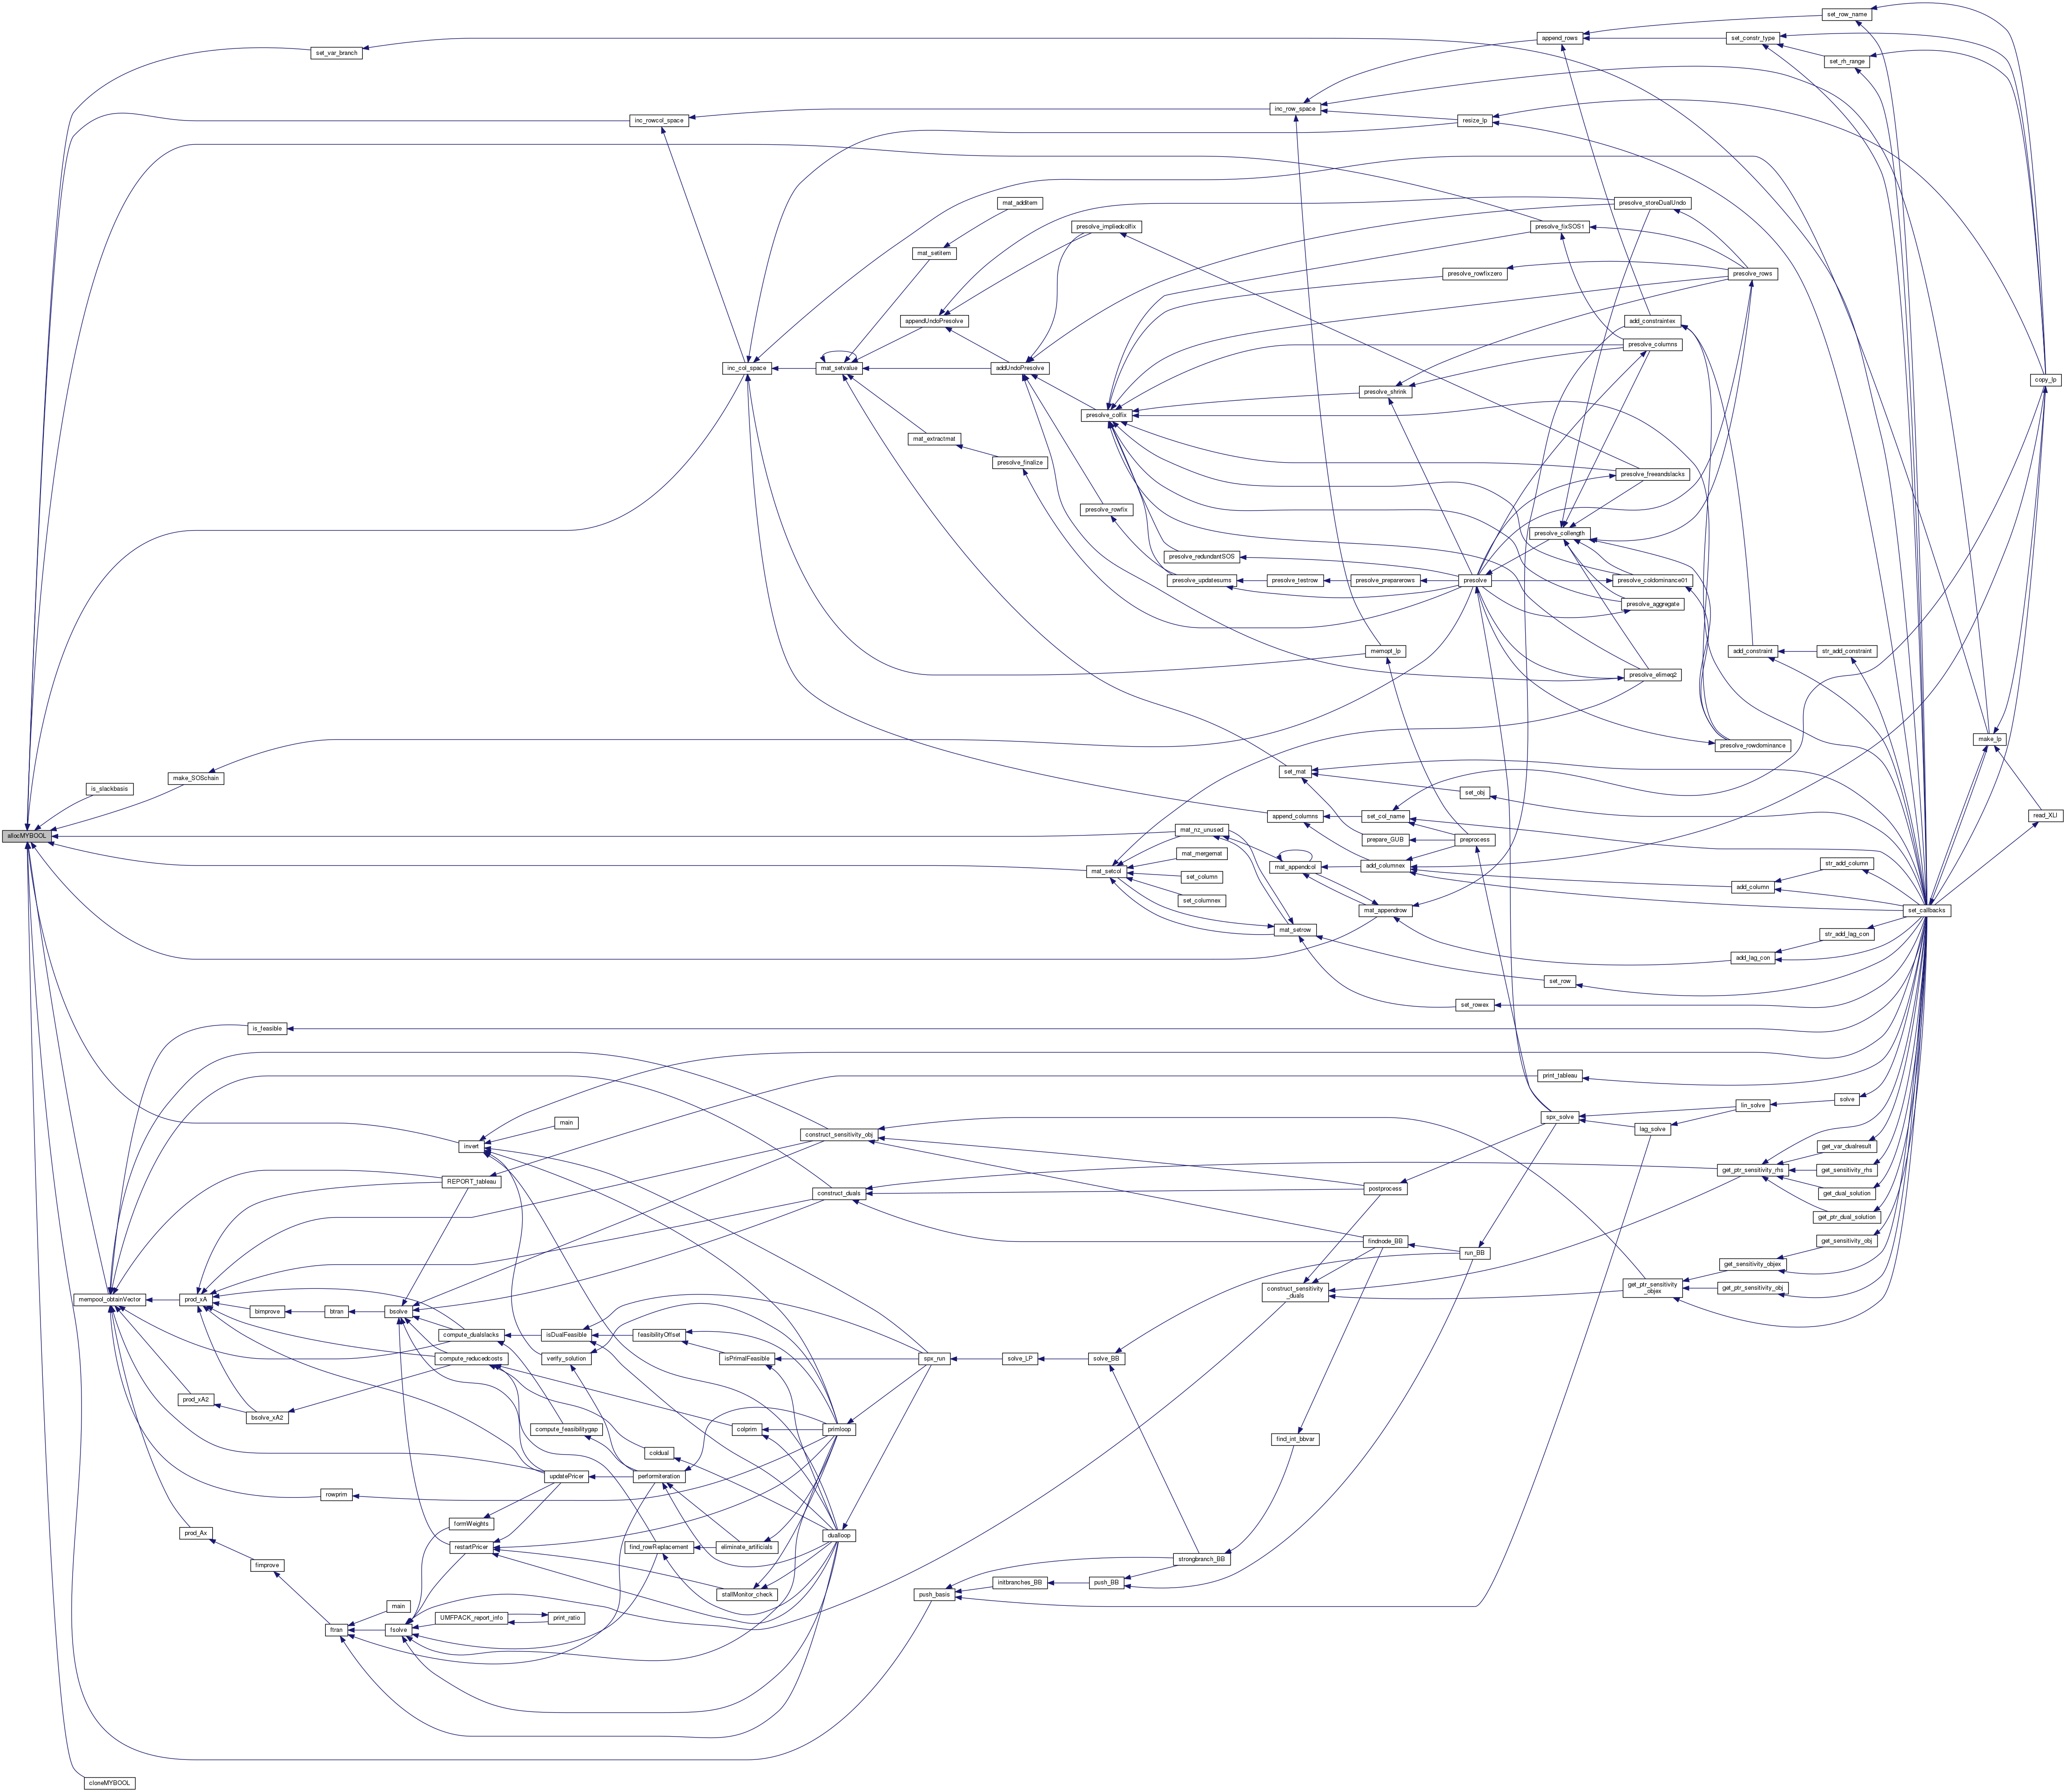 set_row_name
append_rows
set_constr_type
set_var_branch
set_rh_range
inc_row_space
inc_rowcol_space
resize_lp
mat_additem
presolve_storeDualUndo
presolve_impliedcolfix
presolve_fixSOS1
mat_setitem
presolve_rowfixzero
presolve_rows
appendUndoPresolve
add_constraintex
presolve_columns
inc_col_space
mat_setvalue
addUndoPresolve
copy_lp
presolve_shrink
presolve_colfix
mat_extractmat
presolve_finalize
presolve_freeandslacks
presolve_rowfix
presolve_collength
presolve_redundantSOS
presolve_updatesums
presolve_testrow
presolve_preparerows
presolve
presolve_coldominance01
presolve_aggregate
memopt_lp
add_constraint
str_add_constraint
presolve_elimeq2
make_lp
presolve_rowdominance
set_mat
make_SOSchain
is_slackbasis
set_obj
append_columns
set_col_name
read_XLI
mat_nz_unused
allocMYBOOL
prepare_GUB
preprocess
mat_mergemat
str_add_column
mat_appendcol
add_columnex
mat_setcol
set_column
add_column
set_columnex
mat_appendrow
set_callbacks
mat_setrow
str_add_lag_con
add_lag_con
set_row
set_rowex
is_feasible
print_tableau
solve
lin_solve
main
spx_solve
lag_solve
construct_sensitivity_obj
invert
get_var_dualresult
get_ptr_sensitivity_rhs
get_sensitivity_rhs
REPORT_tableau
construct_duals
postprocess
get_dual_solution
get_ptr_dual_solution
findnode_BB
get_sensitivity_obj
run_BB
get_sensitivity_objex
construct_sensitivity
_duals
get_ptr_sensitivity
_objex
get_ptr_sensitivity_obj
mempool_obtainVector
prod_xA
bimprove
btran
bsolve
compute_dualslacks
isDualFeasible
feasibilityOffset
compute_reducedcosts
verify_solution
isPrimalFeasible
spx_run
solve_LP
solve_BB
prod_xA2
bsolve_xA2
compute_feasibilitygap
colprim
primloop
find_int_bbvar
coldual
updatePricer
performiteration
rowprim
formWeights
prod_Ax
dualloop
restartPricer
find_rowReplacement
eliminate_artificials
strongbranch_BB
fimprove
initbranches_BB
push_BB
stallMonitor_check
push_basis
main
UMFPACK_report_info
print_ratio
ftran
fsolve
cloneMYBOOL